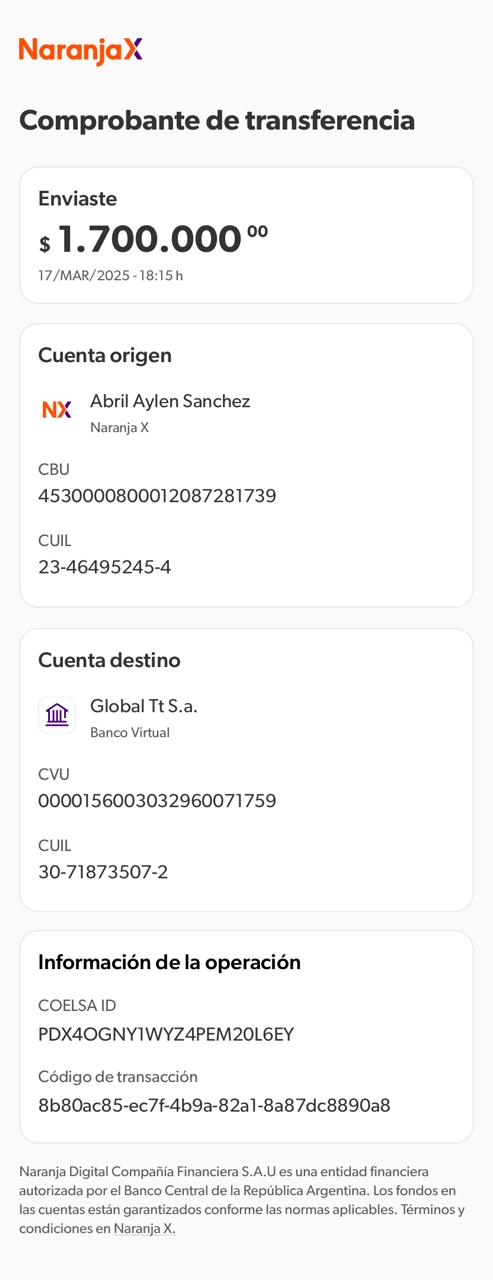 NaranjaX
Comprobante de transferencia
Enviaste
$ 1.700.000 00
17/MAR/2025 - 18:15 h
Cuenta origen
NX
Abril Aylen Sanchez
Naranja X
CBU
4530000800012087281739
CUIL
23-46495245-4
Cuenta destino
Global Tt S.a.
Banco Virtual
CVU
0000156003032960071759
CUIL
30-71873507-2
Información de la operación
COELSA ID
PDX4OGNY1WYZ4PEM20L6EY
Código de transacción
8b80ac85-ec7f-4b9a-82a1-8a87dc8890a8
Naranja Digital Compañía Financiera S.A.U es una entidad financiera
autorizada por el Banco Central de la República Argentina. Los fondos en
las cuentas están garantizados conforme las normas aplicables. Términos y
condiciones en Naranja X.